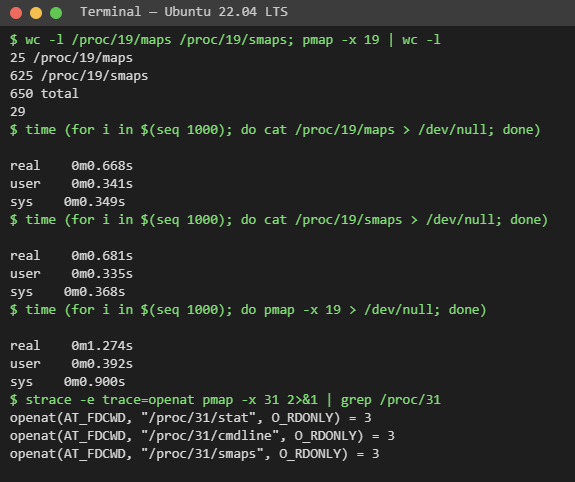 Terminal — Ubuntu 22.04 LTS
$ wc -l /proc/19/maps /proc/19/smaps; pmap -x 19 | wc -l
25 /proc/19/maps
625 /proc/19/smaps
650 total
29
$ time (for i in $(seq 1000); do cat /proc/19/maps > /dev/null; done)
real    0m0.668s
user    0m0.341s
sys    0m0.349s
$ time (for i in $(seq 1000); do cat /proc/19/smaps > /dev/null; done)
real    0m0.681s
user    0m0.335s
sys    0m0.368s
$ time (for i in $(seq 1000); do pmap -x 19 > /dev/null; done)
real    0m1.274s
user    0m0.392s
sys    0m0.900s
$ strace -e trace=openat pmap -x 31 2>&1 | grep /proc/31
openat(AT_FDCWD, "/proc/31/stat", O_RDONLY) = 3
openat(AT_FDCWD, "/proc/31/cmdline", O_RDONLY) = 3
openat(AT_FDCWD, "/proc/31/smaps", O_RDONLY) = 3